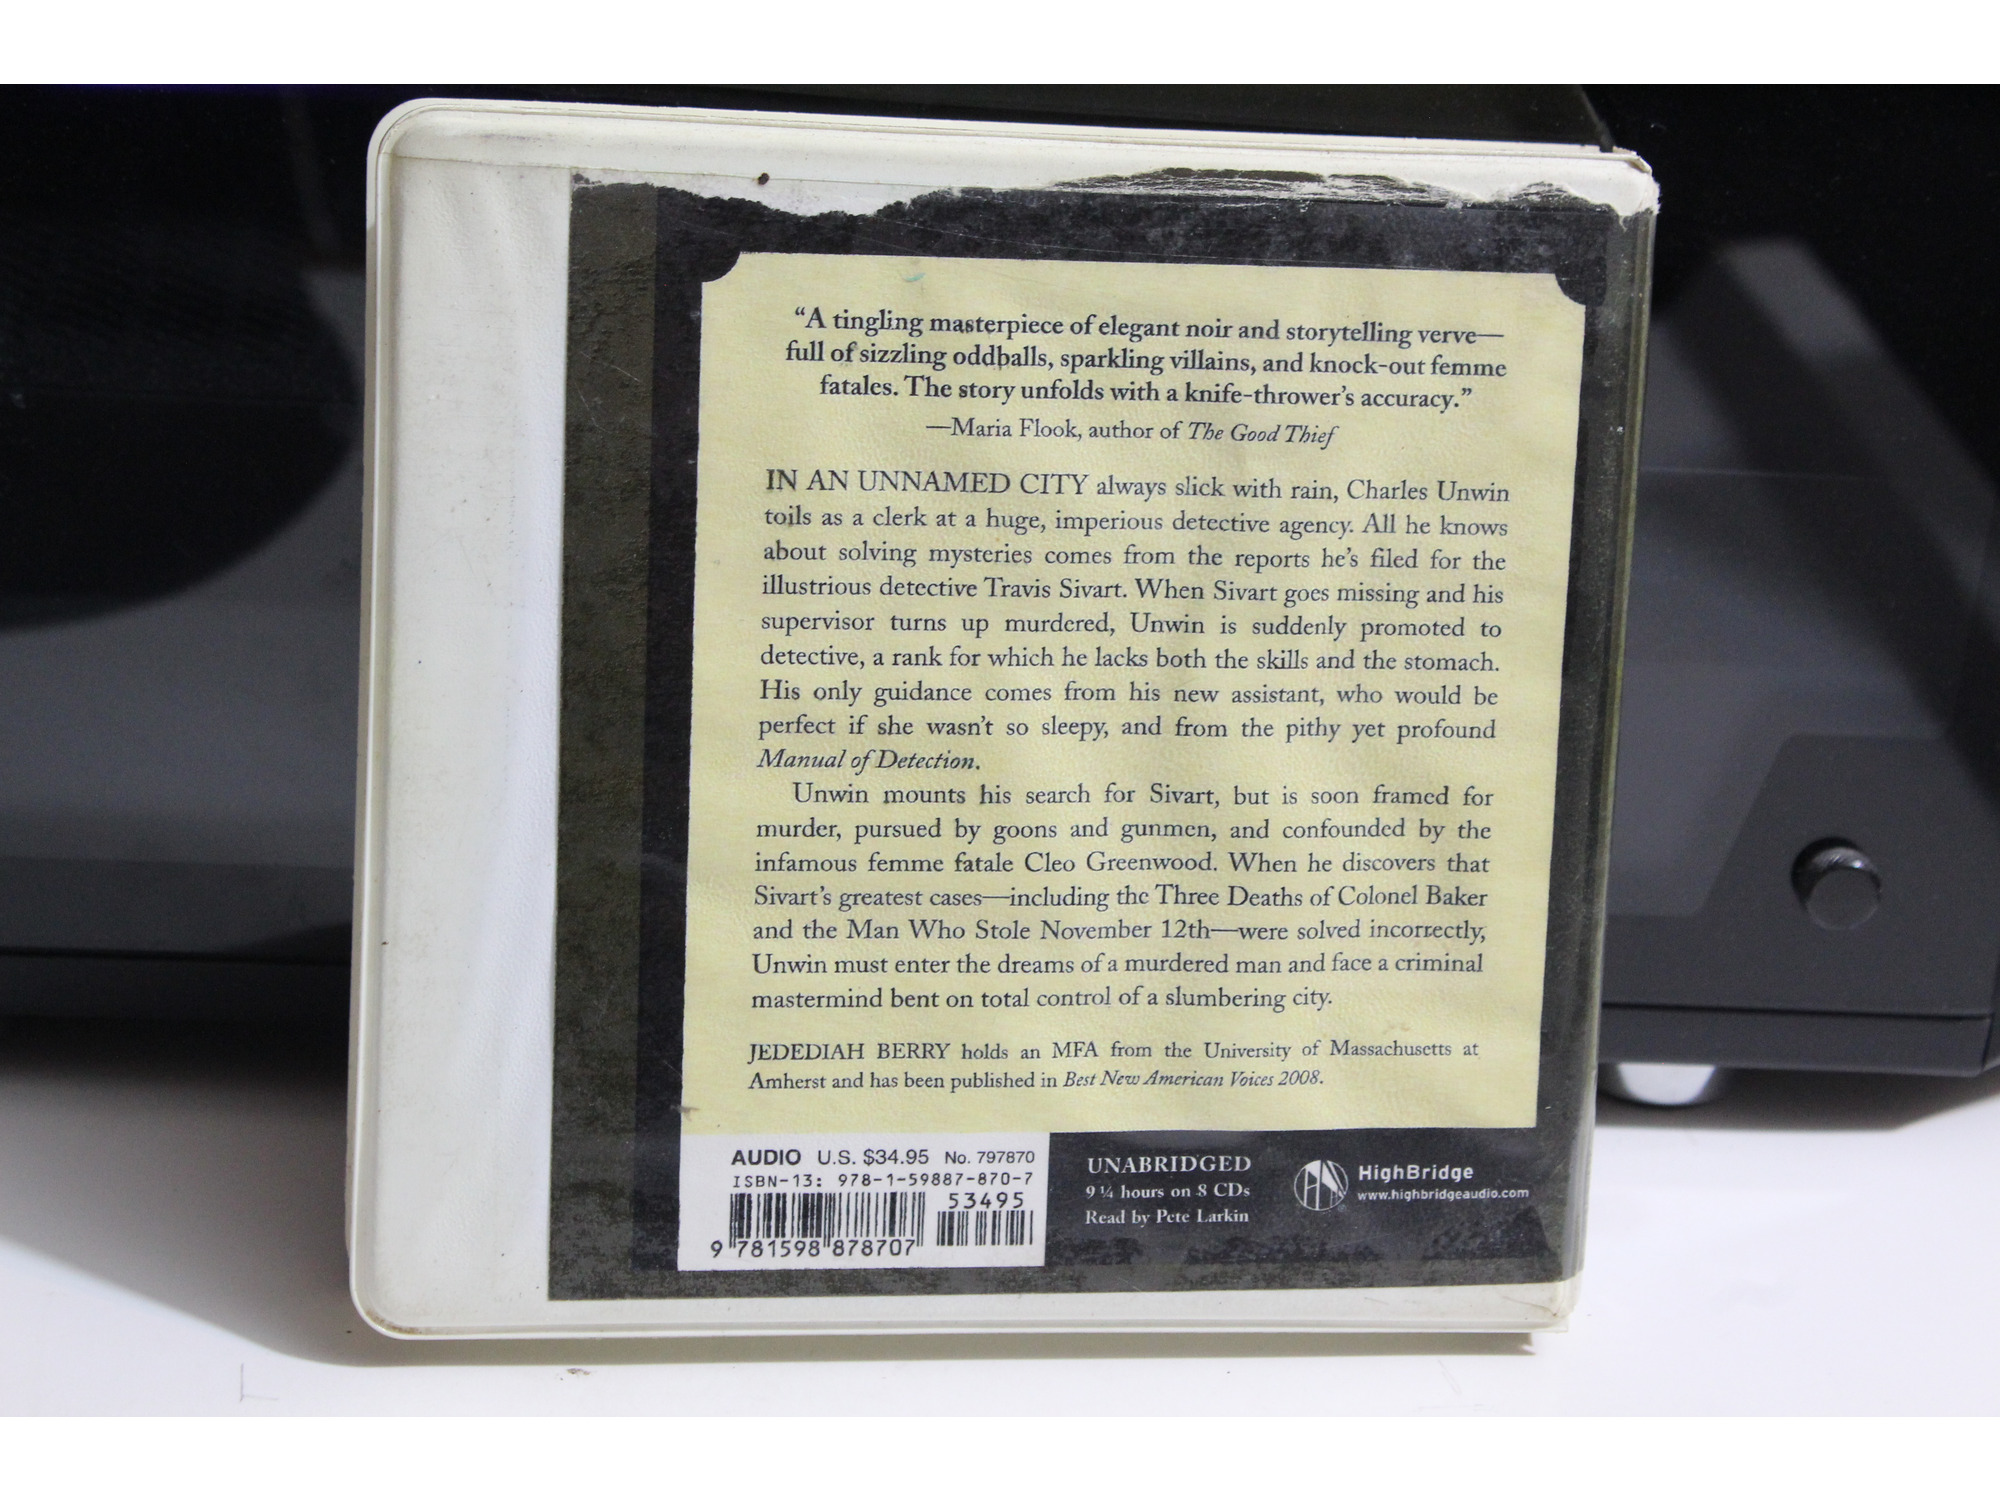 “A tingling masterpiece of elegant noir and storytelling verve—
full of sizzling oddballs, sparkling villains, and knock-out femme
fatales. The story unfolds with a knife-thrower’s accuracy.”
—Maria Flook, author of The Good Thief
IN AN UNNAMED CITY always slick with rain, Charles Unwin
toils as a clerk at a huge, imperious detective agency. All he knows
about solving mysteries comes from the reports he’s filed for the
illustrious detective Travis Sivart. When Sivart goes missing and his
supervisor turns up murdered, Unwin is suddenly promoted to
detective, a rank for which he lacks both the skills and the stomach.
His only guidance comes from his new assistant, who would be
perfect if she wasn’t so sleepy, and from the pithy yet profound
Manual of Detection.
Unwin mounts his search for Sivart, but is soon framed for
murder, pursued by goons and gunmen, and confounded by the
infamous femme fatale Cleo Greenwood. When he discovers that
Sivart’s greatest cases—including the Three Deaths of Colonel Baker
and the Man Who Stole November 12th—were solved incorrectly,
Unwin must enter the dreams of a murdered man and face a criminal
mastermind bent on total control of a slumbering city.
JEDEDIAH BERRY holds an MFA from the University of Massachusetts at
Amherst and has been published in Best New American Voices 2008.
AUDIO U.S. $34.95 No. 797870
ISBN-13: 978-1-59887-870-7
53495
9 781598 878707
UNABRIDGED
9 ¼ hours on 8 CDs
Read by Pete Larkin
HighBridge
www.highbridgeaudio.com